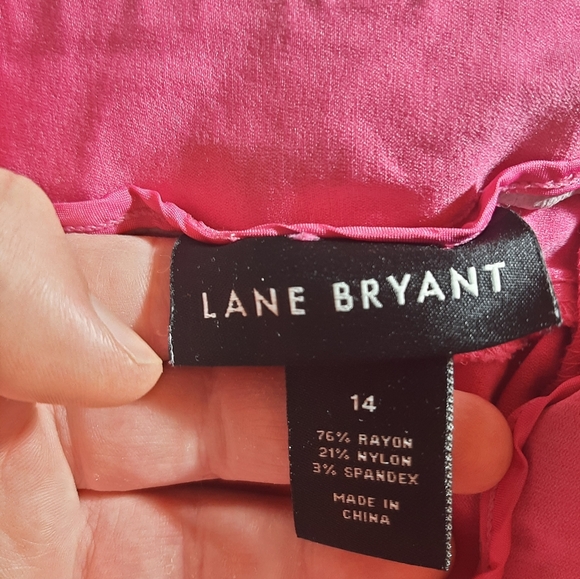 LANE BRYANT
14
76% RAYON
21% NYLON
3% SPANDEX
MADE IN
CHINA